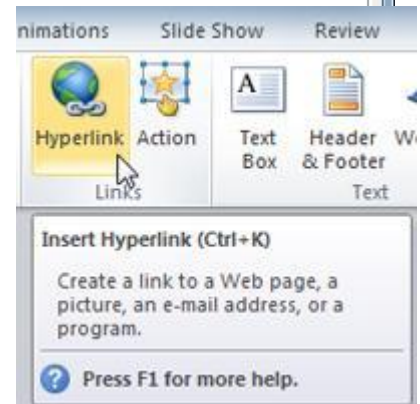 nimations Slide Show Review
Hyperlink Action Text Header
Box & Footer
Links Text
Insert Hyperlink (Ctrl+K)
Create a link to a Web page, a
picture, an e-mail address, or a
program.
Press F1 for more help.